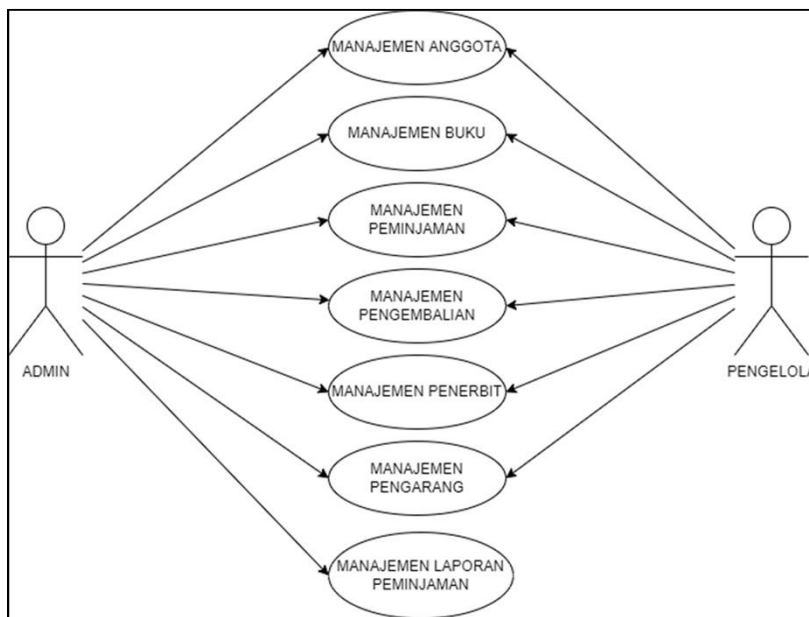 MANAJEMEN ANGGOTA
MANAJEMEN BUKU
MANAJEMEN
PEMINJAMAN
MANAJEMEN
PENGEMBALIAN
ADMIN
PENGELOLA
MANAJEMEN PENERBIT
MANAJEMEN
PENGARANG
MANAJEMEN LAPORAN
PEMINJAMAN